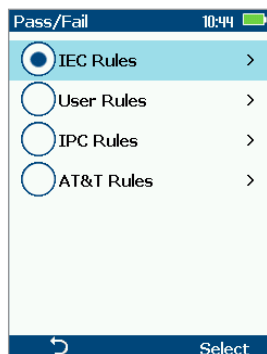 Pass/Fail 10:44
IEC Rules >
User Rules >
IPC Rules >
AT&T Rules >
Select